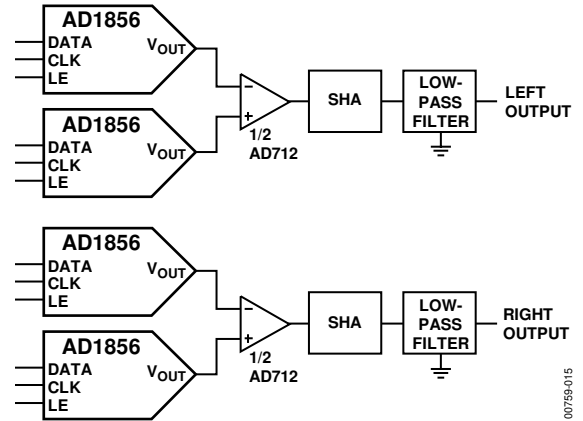 AD1856
DATA
CLK
LE
VOUT
AD1856
DATA
CLK
LE
VOUT
–
+
1/2
AD712
SHA
LOW-
PASS
FILTER
LEFT
OUTPUT
AD1856
DATA
CLK
LE
VOUT
AD1856
DATA
CLK
LE
VOUT
–
+
1/2
AD712
SHA
LOW-
PASS
FILTER
RIGHT
OUTPUT
00759-015